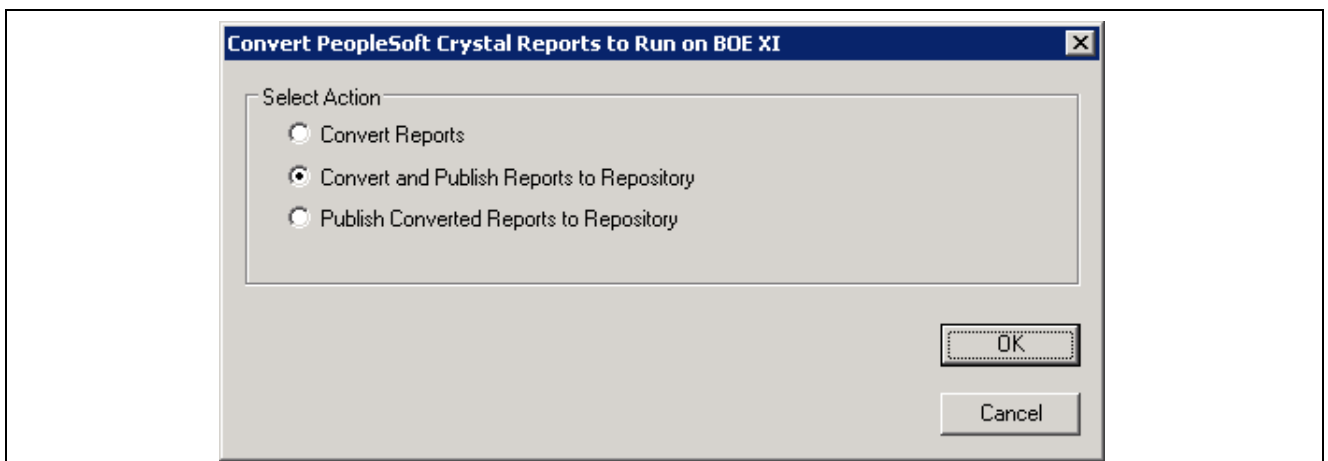 Convert PeopleSoft Crystal Reports to Run on BOE XI
Select Action
Convert Reports
Convert and Publish Reports to Repository
Publish Converted Reports to Repository
OK
Cancel